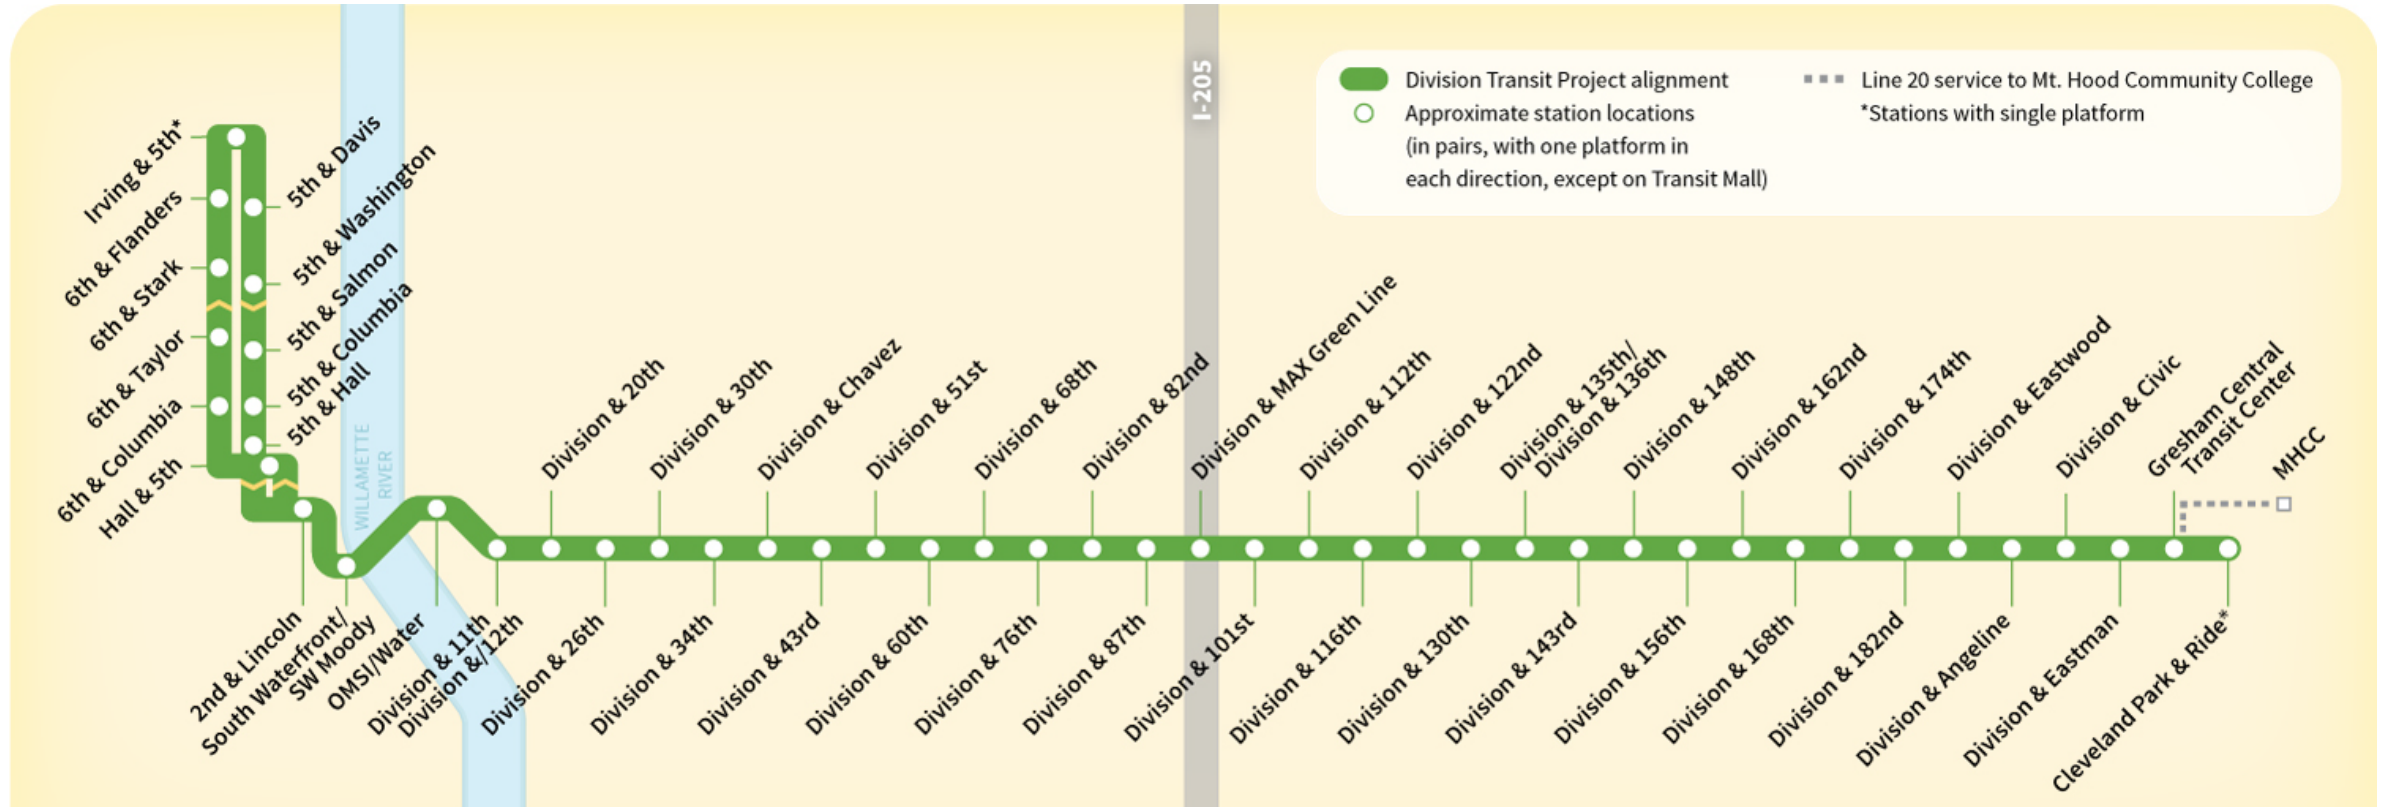 Irving & 5th*
6th & Flanders
6th & Stark
6th & Taylor
6th & Columbia
Hall & 5th
5th & Davis
5th & Washington
5th & Salmon
5th & Columbia
5th & Hall
WILLAMETTE
RIVER
I-205
Division Transit Project alignment
Approximate station locations
(in pairs, with one platform in
each direction, except on Transit Mall)
Line 20 service to Mt. Hood Community College
*Stations with single platform
Division & 20th
Division & 30th
Division & Chavez
Division & 51st
Division & 68th
Division & 82nd
Division & MAX Green Line
Division & 112th
Division & 122nd
Division & 135th/
Division & 136th
Division & 148th
Division & 162nd
Division & 174th
Division & Eastwood
Division & Civic
Gresham Central
Transit Center
MHCC
2nd & Lincoln
South Waterfront/
SW Moody
OMSI/Water
Division & 11th
Division &/12th
Division & 26th
Division & 34th
Division & 43rd
Division & 60th
Division & 76th
Division & 87th
Division & 101st
Division & 116th
Division & 130th
Division & 143rd
Division & 156th
Division & 168th
Division & 182nd
Division & Angeline
Division & Eastman
Cleveland Park & Ride*